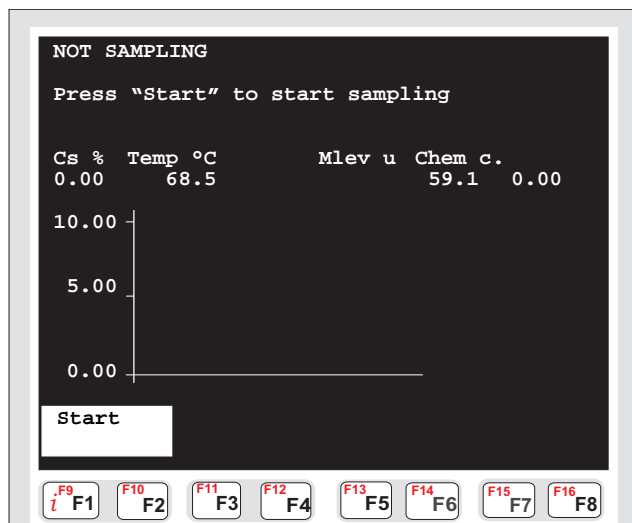 NOT SAMPLING
Press “Start” to start sampling
Cs % Temp °C Mlev u Chem c.
0.00 68.5 59.1 0.00
10.00
5.00
0.00
Start
F9 F10 F11 F12 F13 F14 F15 F16
i F1 F2 F3 F4 F5 F6 F7 F8